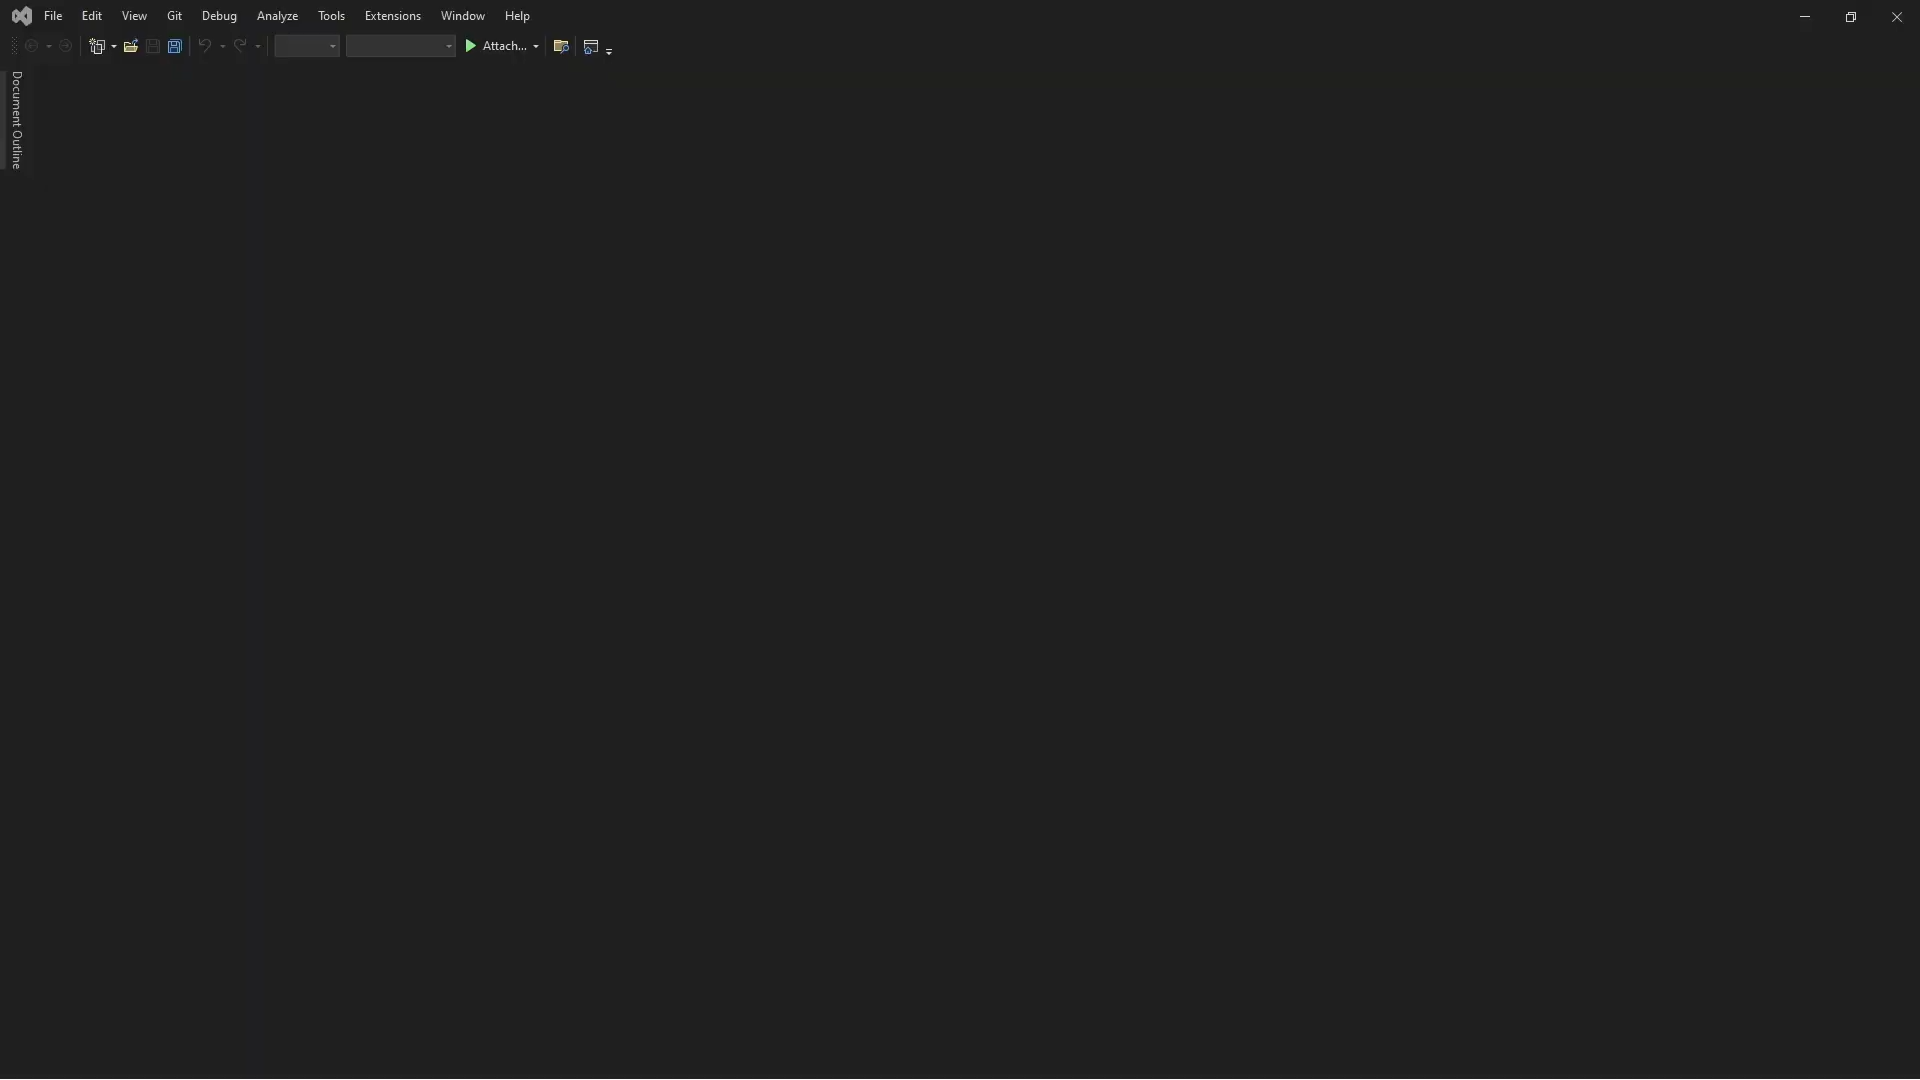 File Edit View Git Debug Analyze Tools Extensions Window Help
Attach...
Document Outline